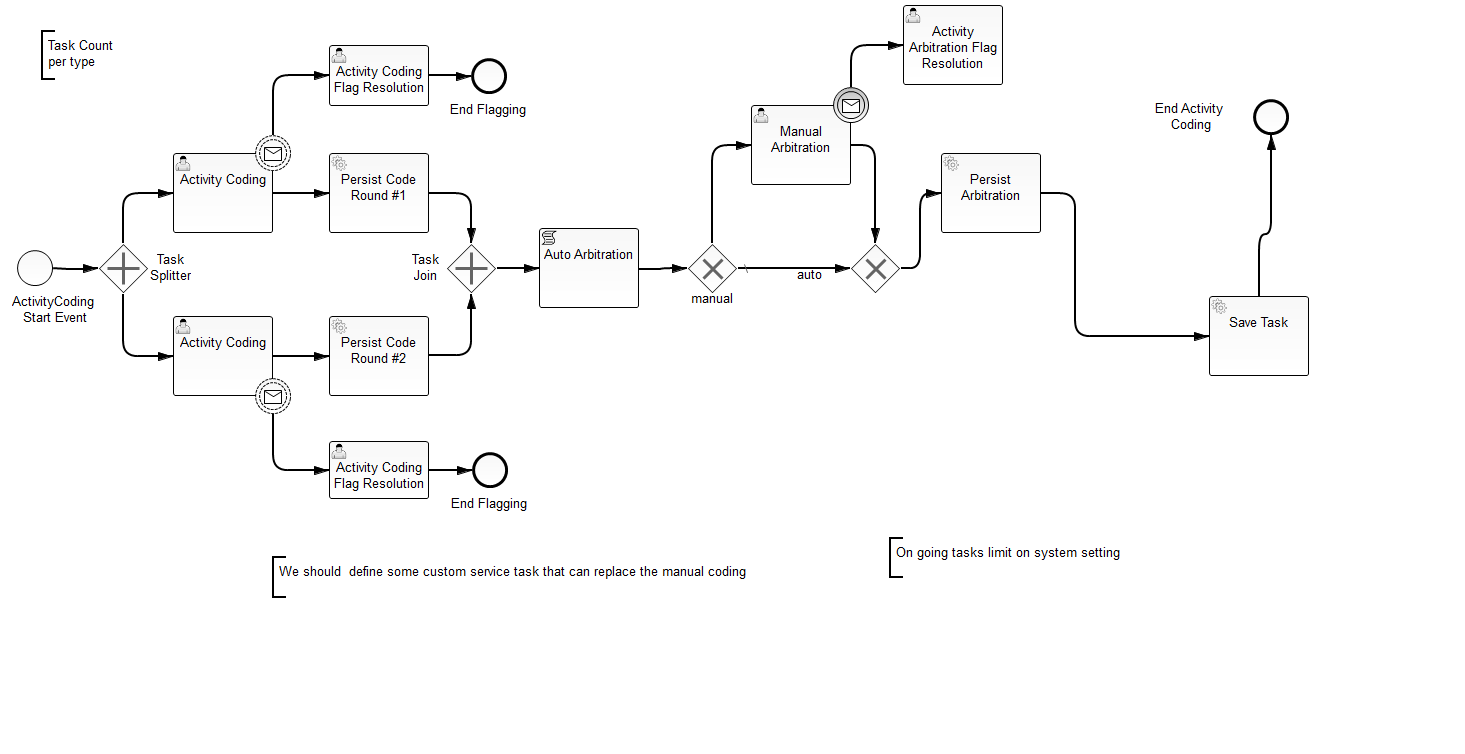 Task Count
per type
Activity Coding
Flag Resolution
End Flagging
Activity
Arbitration Flag
Resolution
End Activity
Coding
Manual
Arbitration
Activity Coding
Persist Code
Round #1
Persist
Arbitration
Task
Splitter
Task
Join
Auto Arbitration
ActivityCoding
Start Event
manual
auto
Activity Coding
Persist Code
Round #2
Save Task
Activity Coding
Flag Resolution
End Flagging
We should  define some custom service task that can replace the manual coding
On going tasks limit on system setting